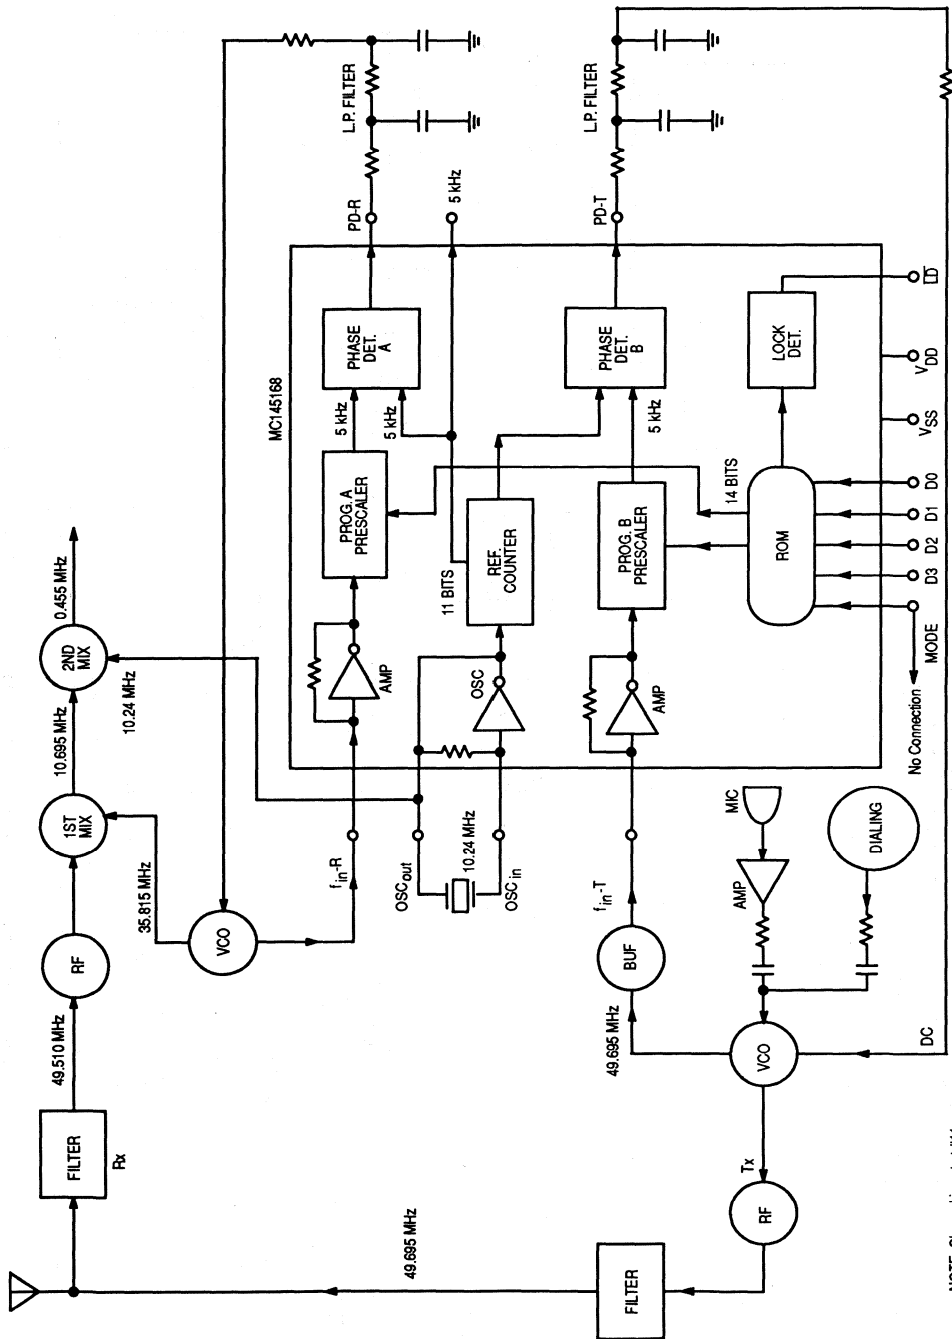 FILTER
Rx
49.510 MHz
RF
1ST
MIX
10.695 MHz
2ND
MIX
0.455 MHz
10.24 MHz
35.815 MHz
VCO
fin-R
AMP
PROG. A
PRESCALER
5 kHz
5 kHz
PHASE
DET.
A
MC145168
PD-R
L.P. FILTER
5 kHz
OSCout
10.24 MHz
OSCin
OSC
11 BITS
REF.
COUNTER
49.695 MHz
FILTER
RF
Tx
VCO
49.695 MHz
BUF
fin-T
AMP
PROG. B
PRESCALER
5 kHz
PHASE
DET.
B
PD-T
L.P. FILTER
MIC
AMP
DIALING
DC
14 BITS
ROM
LOCK
DET.
No Connection
MODE
D3
D2
D1
D0
VSS
VDD
LD